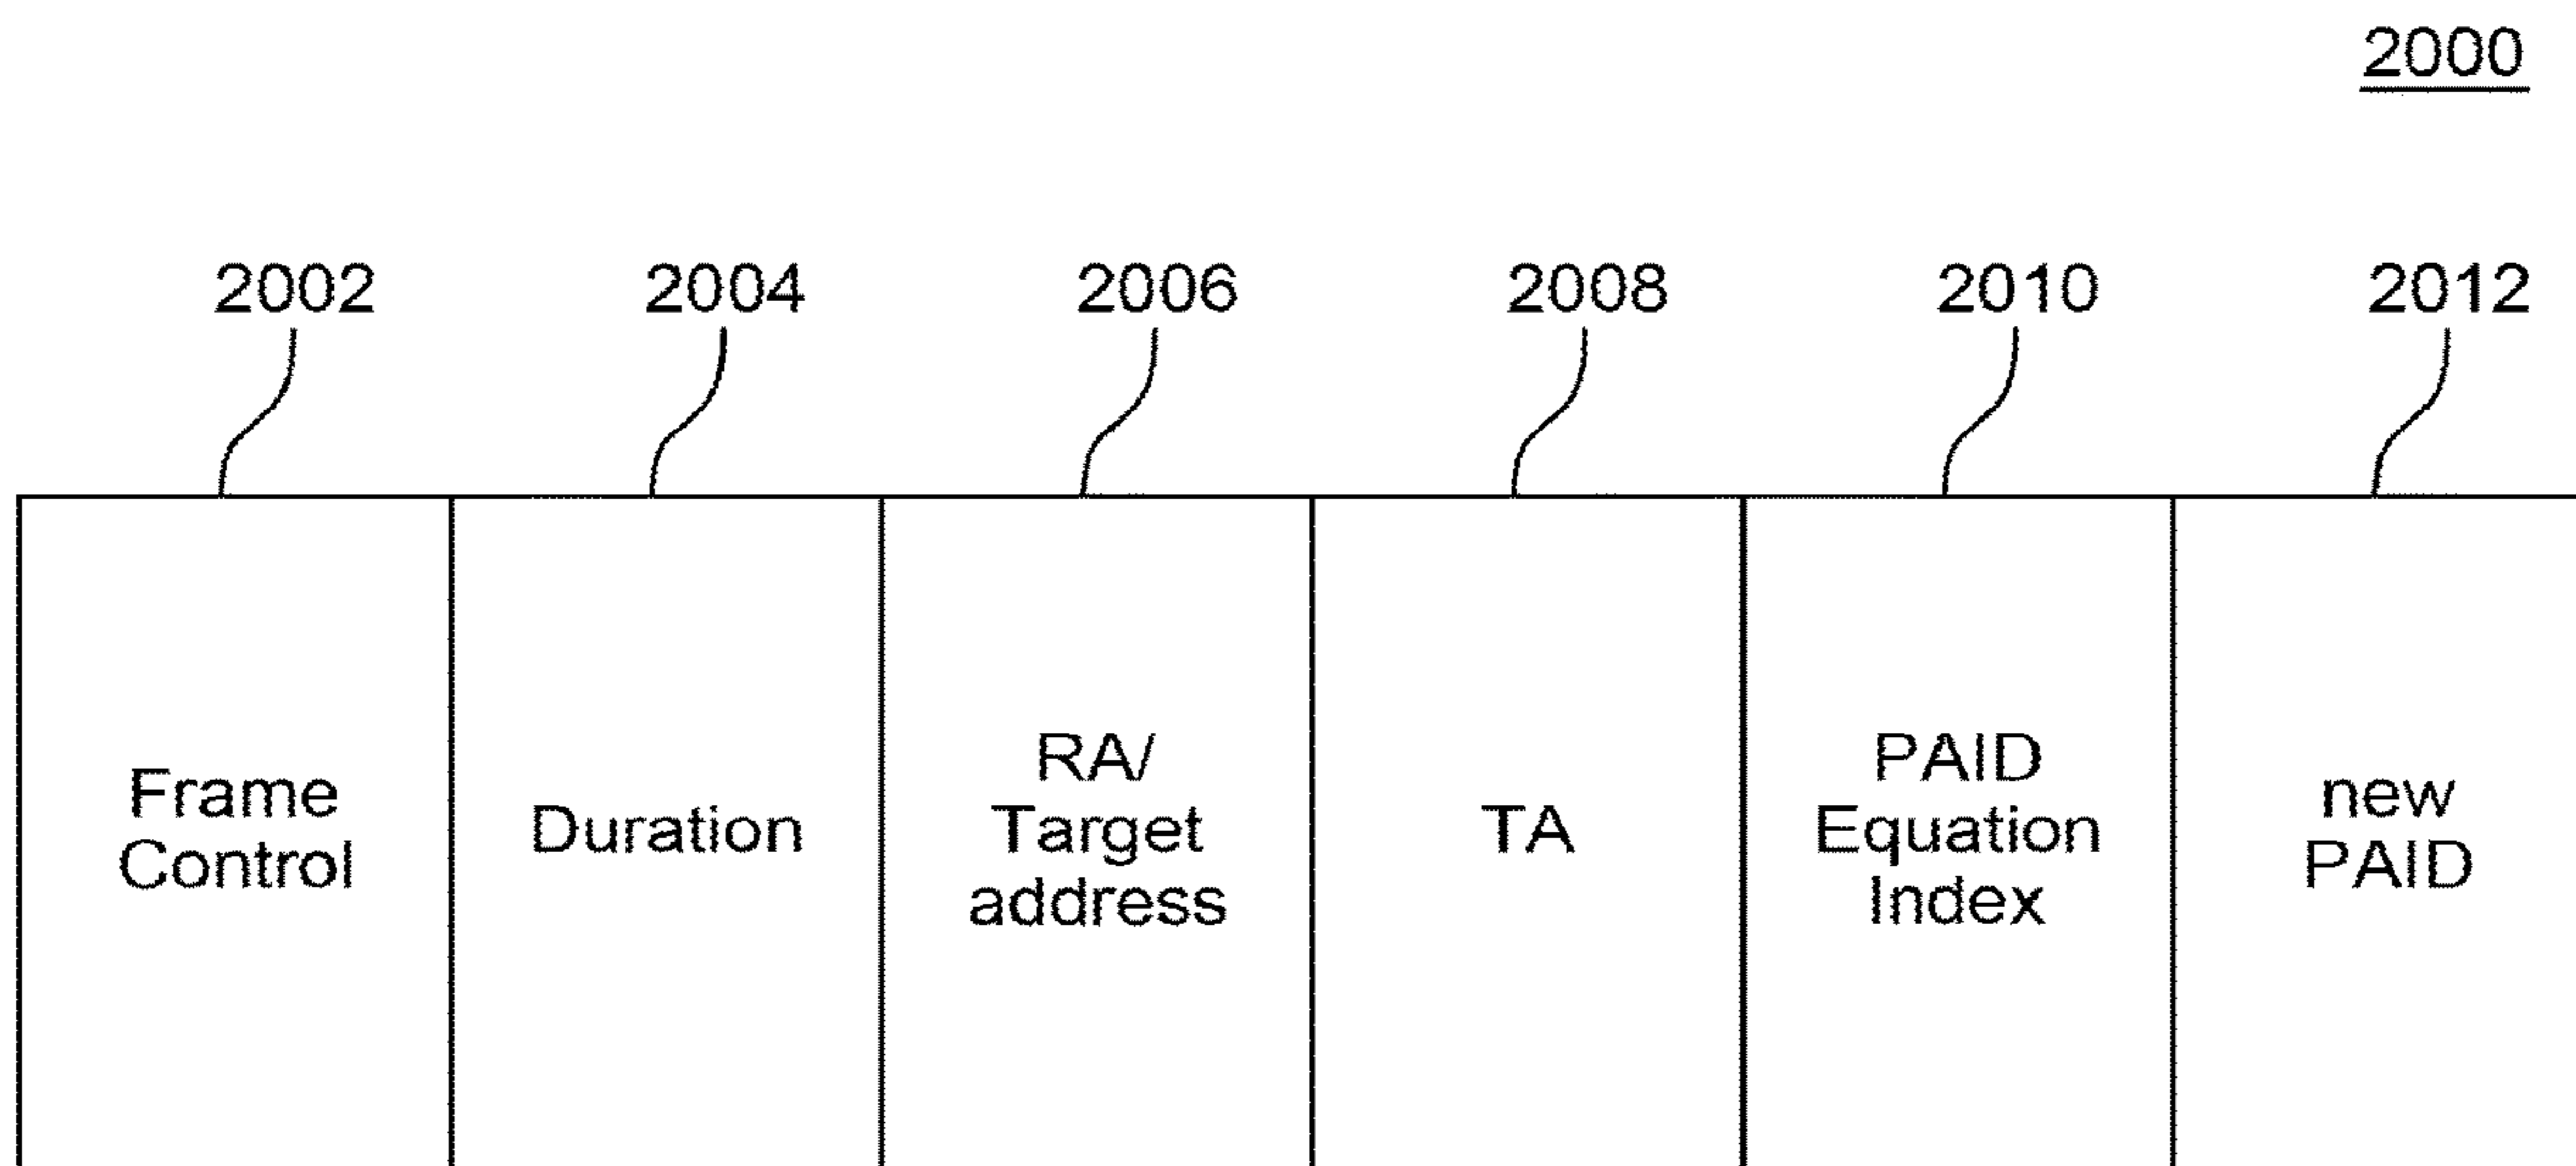 2000
2002 2004 2006 2008 2010 2012
Frame
Control
Duration
RA/
Target
address
TA
PAID
Equation
Index
new
PAID